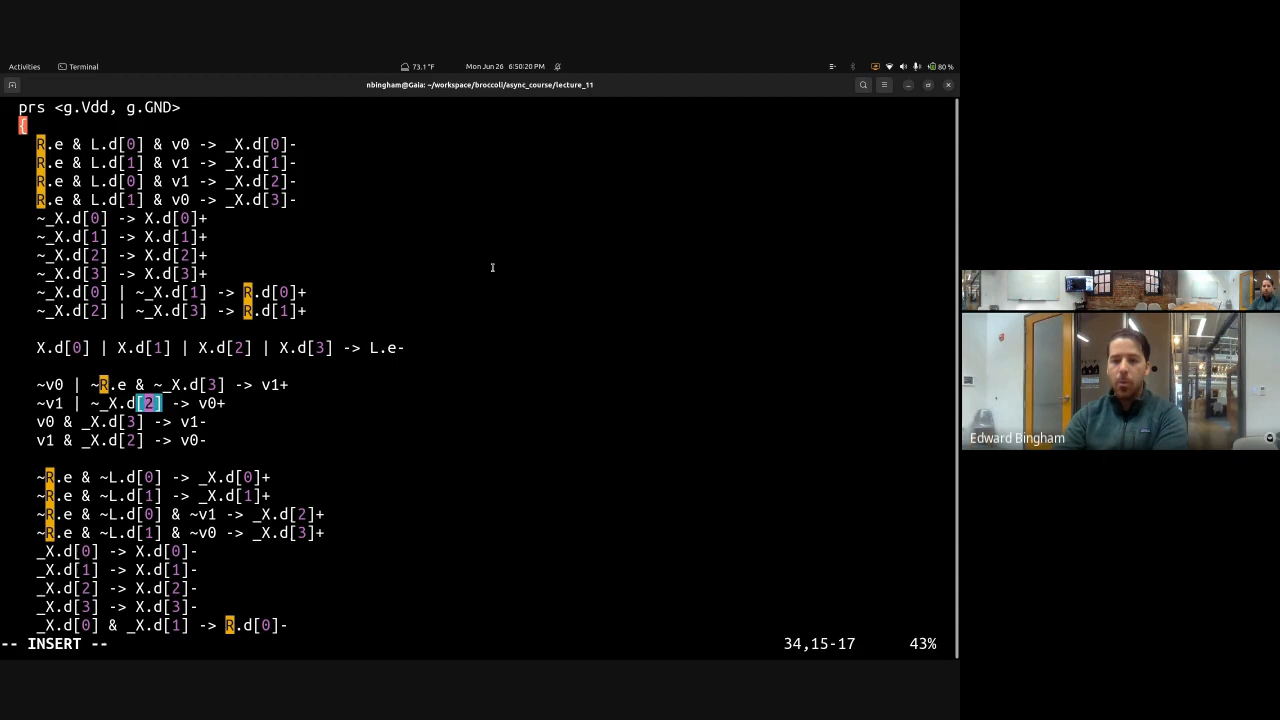 Activities Terminal 73.1 °F Mon Jun 26 6:50:20 PM 80 %
nbingham@Gaia: ~/workspace/broccoli/async_course/lecture_11
prs <g.Vdd, g.GND>
{
R.e & L.d[0] & v0 -> _X.d[0]-
R.e & L.d[1] & v1 -> _X.d[1]-
R.e & L.d[0] & v1 -> _X.d[2]-
R.e & L.d[1] & v0 -> _X.d[3]-
~_X.d[0] -> X.d[0]+
~_X.d[1] -> X.d[1]+
~_X.d[2] -> X.d[2]+
~_X.d[3] -> X.d[3]+
~_X.d[0] | ~_X.d[1] -> R.d[0]+
~_X.d[2] | ~_X.d[3] -> R.d[1]+
X.d[0] | X.d[1] | X.d[2] | X.d[3] -> L.e-
~v0 | ~R.e & ~_X.d[3] -> v1+
~v1 | ~_X.d[2] -> v0+
v0 & _X.d[3] -> v1-
v1 & _X.d[2] -> v0-
~R.e & ~L.d[0] -> _X.d[0]+
~R.e & ~L.d[1] -> _X.d[1]+
~R.e & ~L.d[0] & ~v1 -> _X.d[2]+
~R.e & ~L.d[1] & ~v0 -> _X.d[3]+
_X.d[0] -> X.d[0]-
_X.d[1] -> X.d[1]-
_X.d[2] -> X.d[2]-
_X.d[3] -> X.d[3]-
_X.d[0] & _X.d[1] -> R.d[0]-
-- INSERT -- 34,15-17 43%
Edward Bingham